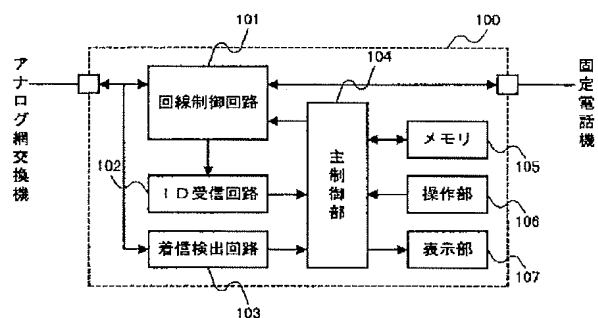 101
100
104
アナログ網交換機
回線制御回路
固定電話機
主制御部
メモリ
105
102
ID受信回路
操作部
106
着信検出回路
表示部
107
103